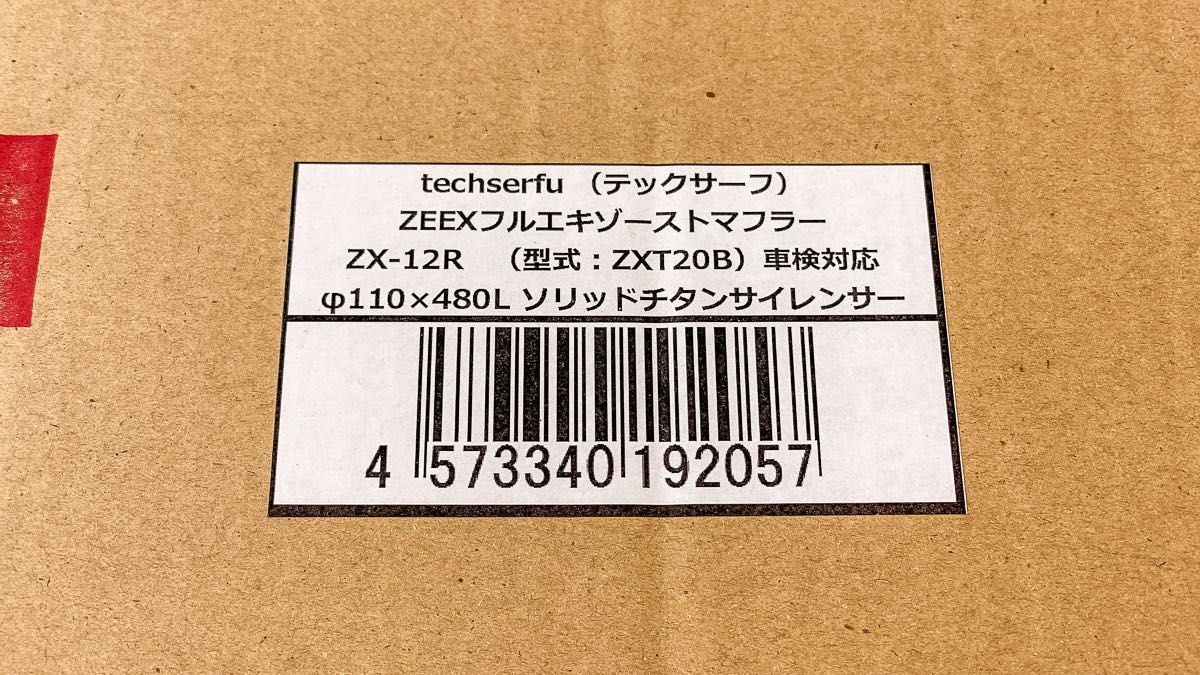 techserfu （テックサーフ）
ZEEXフルエキゾーストマフラー
ZX-12R （型式：ZXT20B）車検対応
φ110×480L ソリッドチタンサイレンサー
4 573340 192057